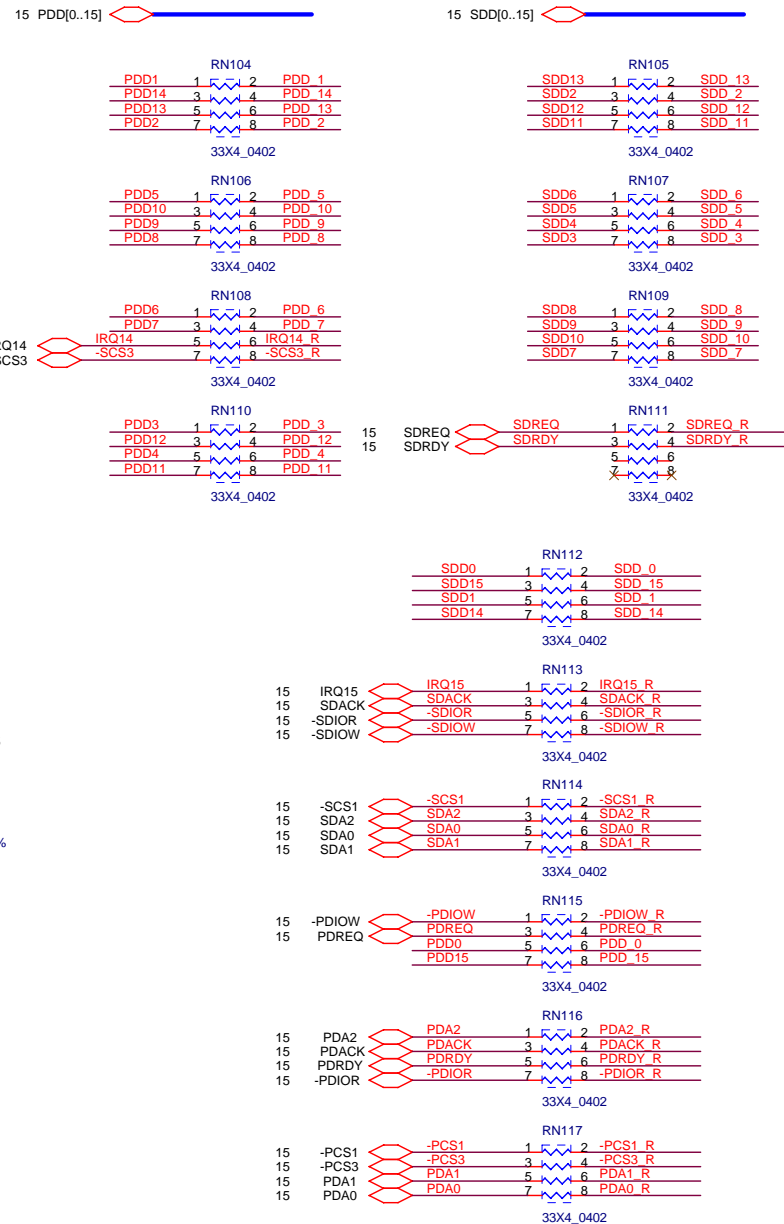 15 PDD[0..15]
15 SDD[0..15]
RN104
PDD1 1 2 PDD_1
PDD14 3 4 PDD_14
PDD13 5 6 PDD_13
PDD2 7 8 PDD_2
33X4_0402
RN105
SDD13 1 2 SDD_13
SDD2 3 4 SDD_2
SDD12 5 6 SDD_12
SDD11 7 8 SDD_11
33X4_0402
RN106
PDD5 1 2 PDD_5
PDD10 3 4 PDD_10
PDD9 5 6 PDD_9
PDD8 7 8 PDD_8
33X4_0402
RN107
SDD6 1 2 SDD_6
SDD5 3 4 SDD_5
SDD4 5 6 SDD_4
SDD3 7 8 SDD_3
33X4_0402
RN108
PDD6 1 2 PDD_6
PDD7 3 4 PDD_7
Q14 IRQ14 5 6 IRQ14_R
SCS3 -SCS3 7 8 -SCS3_R
33X4_0402
RN109
SDD8 1 2 SDD_8
SDD9 3 4 SDD_9
SDD10 5 6 SDD_10
SDD7 7 8 SDD_7
33X4_0402
RN110
PDD3 1 2 PDD_3
PDD12 3 4 PDD_12
PDD4 5 6 PDD_4
PDD11 7 8 PDD_11
33X4_0402
RN111
15 SDREQ SDREQ 1 2 SDREQ_R
15 SDRDY SDRDY 3 4 SDRDY_R
5 6
7 8
33X4_0402
RN112
SDD0 1 2 SDD_0
SDD15 3 4 SDD_15
SDD1 5 6 SDD_1
SDD14 7 8 SDD_14
33X4_0402
RN113
15 IRQ15 IRQ15 1 2 IRQ15_R
15 SDACK SDACK 3 4 SDACK_R
15 -SDIOR -SDIOR 5 6 -SDIOR_R
15 -SDIOW -SDIOW 7 8 -SDIOW_R
33X4_0402
RN114
15 -SCS1 -SCS1 1 2 -SCS1_R
15 SDA2 SDA2 3 4 SDA2_R
15 SDA0 SDA0 5 6 SDA0_R
15 SDA1 SDA1 7 8 SDA1_R
%
33X4_0402
RN115
15 -PDIOW -PDIOW 1 2 -PDIOW_R
15 PDREQ PDREQ 3 4 PDREQ_R
PDD0 5 6 PDD_0
PDD15 7 8 PDD_15
33X4_0402
RN116
15 PDA2 PDA2 1 2 PDA2_R
15 PDACK PDACK 3 4 PDACK_R
15 PDRDY PDRDY 5 6 PDRDY_R
15 -PDIOR -PDIOR 7 8 -PDIOR_R
33X4_0402
RN117
15 -PCS1 -PCS1 1 2 -PCS1_R
15 -PCS3 -PCS3 3 4 -PCS3_R
15 PDA1 PDA1 5 6 PDA1_R
15 PDA0 PDA0 7 8 PDA0_R
33X4_0402